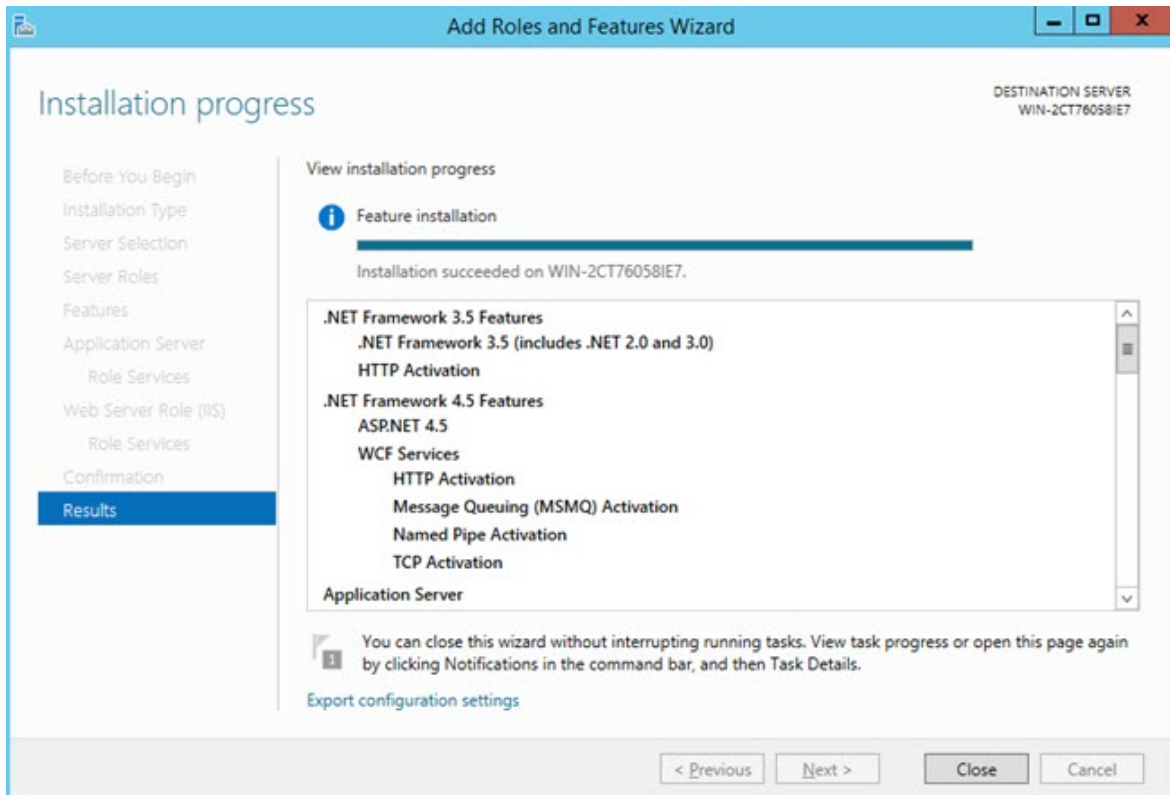 Add Roles and Features Wizard
Installation progress
DESTINATION SERVER
WIN-2CT76058IE7
Before You Begin
Installation Type
Server Selection
Server Roles
Features
Application Server
Role Services
Web Server Role (IIS)
Role Services
Confirmation
Results
View installation progress
Feature installation
Installation succeeded on WIN-2CT76058IE7.
.NET Framework 3.5 Features
.NET Framework 3.5 (includes .NET 2.0 and 3.0)
HTTP Activation
.NET Framework 4.5 Features
ASP.NET 4.5
WCF Services
HTTP Activation
Message Queuing (MSMQ) Activation
Named Pipe Activation
TCP Activation
Application Server
1
You can close this wizard without interrupting running tasks. View task progress or open this page again
by clicking Notifications in the command bar, and then Task Details.
Export configuration settings
< Previous
Next >
Close
Cancel